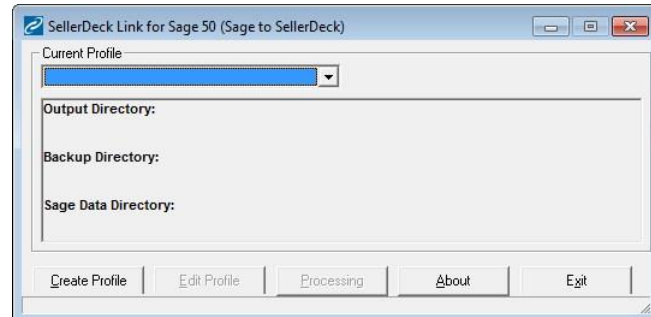 SellerDeck Link for Sage 50 (Sage to SellerDeck)
Current Profile
Output Directory:
Backup Directory:
Sage Data Directory:
Create Profile Edit Profile Processing About Exit